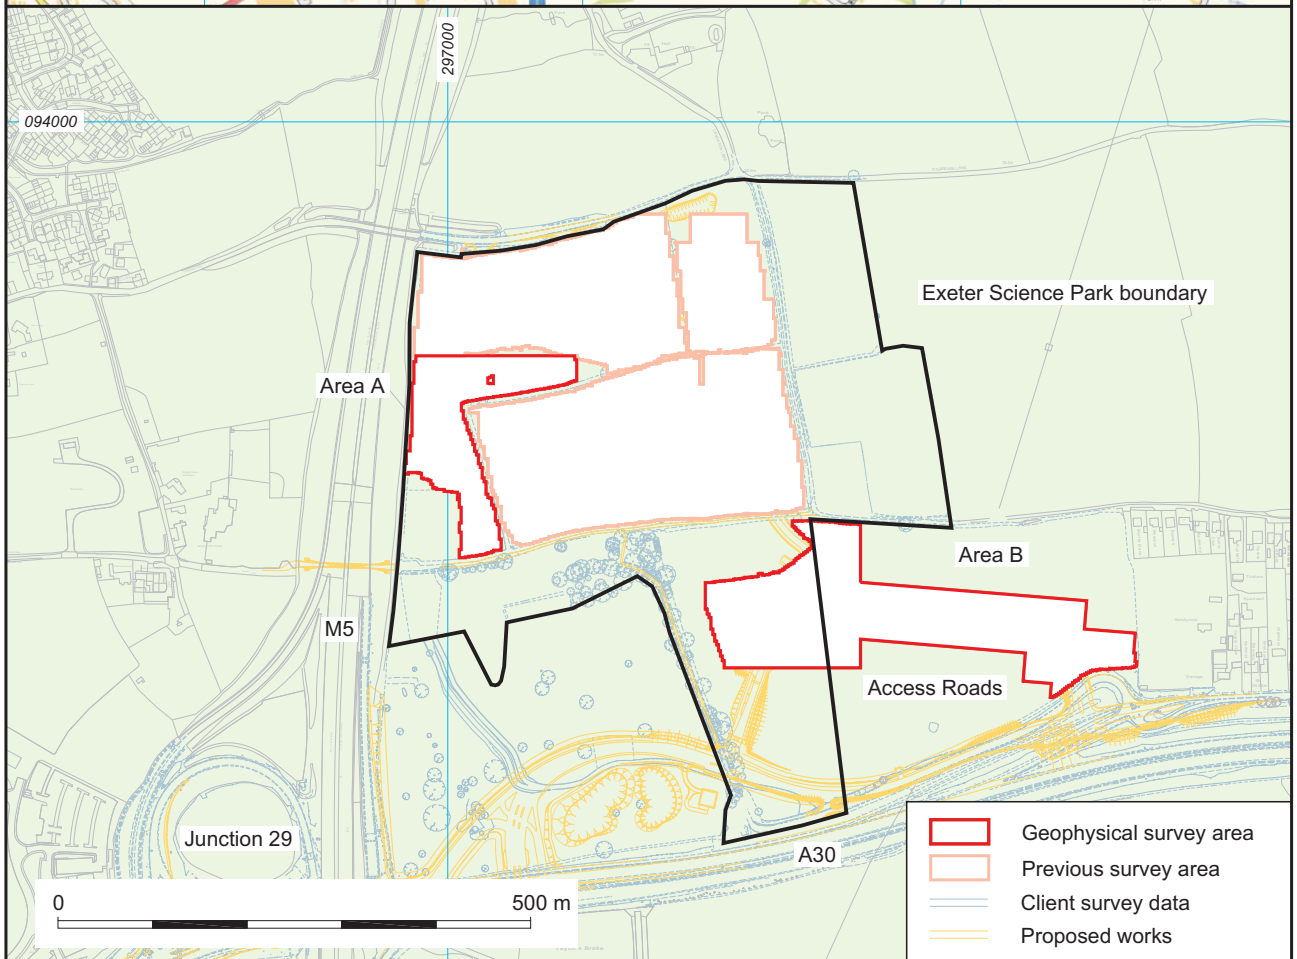 297000
094000
Exeter Science Park boundary
Area A
Area B
M5
Access Roads
Junction 29
A30
0 500 m
Geophysical survey area
Previous survey area
Client survey data
Proposed works